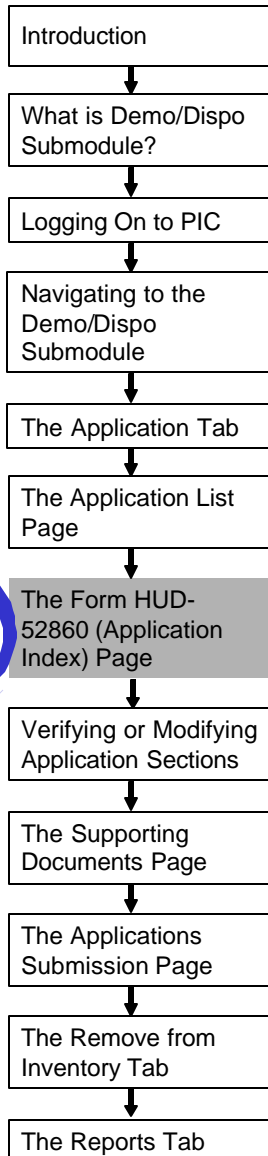 Introduction
What is Demo/Dispo
Submodule?
Logging On to PIC
Navigating to the
Demo/Dispo
Submodule
The Application Tab
The Application List
Page
The Form HUD-
52860 (Application
Index) Page
Verifying or Modifying
Application Sections
The Supporting
Documents Page
The Applications
Submission Page
The Remove from
Inventory Tab
The Reports Tab